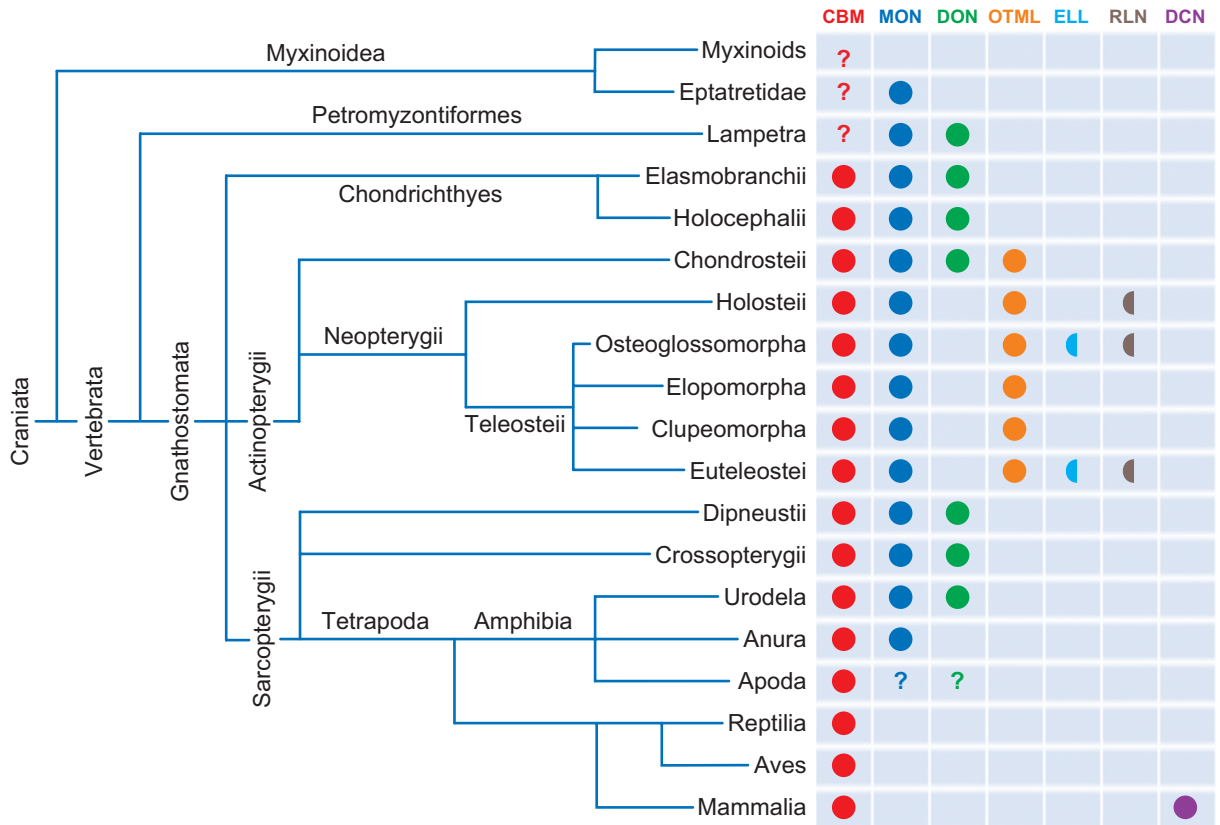 CBM MON DON OTML ELL RLN DCN
Myxinoidea
Myxinoids
?
Eptatretidae
?
Petromyzontiformes
Lampetra
?
Elasmobranchii
Chondrichthyes
Holocephalii
Chondrosteii
Holosteii
Neopterygii
Osteoglossomorpha
Elopomorpha
Teleosteii
Clupeomorpha
Euteleostei
Craniata
Vertebrata
Gnathostomata
Actinopterygii
Dipneustii
Crossopterygii
Sarcopterygii
Urodela
Tetrapoda
Amphibia
Anura
Apoda
? ?
Reptilia
Aves
Mammalia